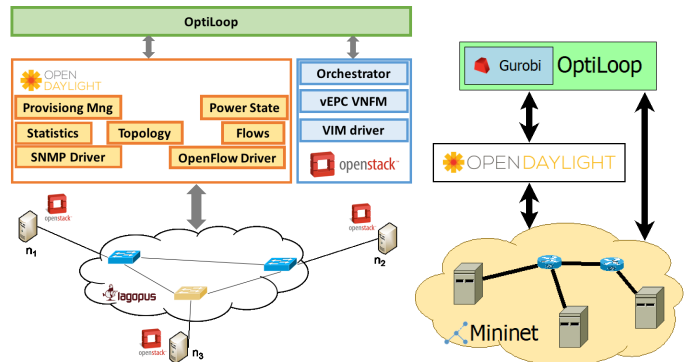 OptiLoop
OPEN
DAYLIGHT
Provisiong Mng
Power State
Statistics
Topology
Flows
SNMP Driver
OpenFlow Driver
Orchestrator
vEPC VNFM
VIM driver
openstack
openstack
n1
openstack
n2
lagopus
openstack
n3
Gurobi
OptiLoop
OPENDAYLIGHT
Mininet